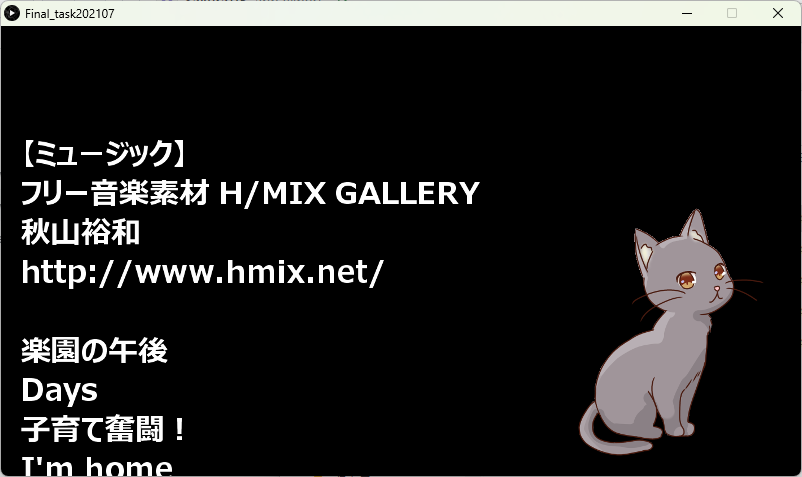 Final_task202107
【ミュージック】
フリー音楽素材 H/MIX GALLERY
秋山裕和
http://www.hmix.net/
楽園の午後
Days
子育て奮闘！
I'm home